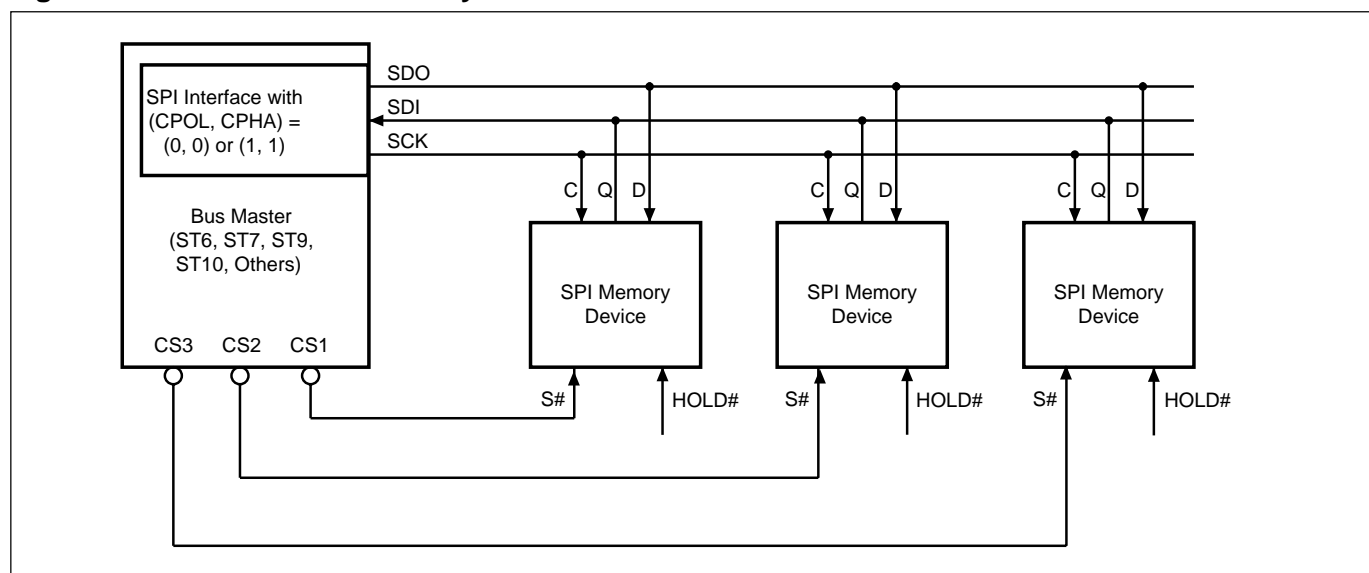 SDO
SPI Interface with
(CPOL, CPHA) =
(0, 0) or (1, 1)
SDI
SCK
C Q D
C Q D
C Q D
Bus Master
(ST6, ST7, ST9,
ST10, Others)
SPI Memory
Device
SPI Memory
Device
SPI Memory
Device
CS3 CS2 CS1
S# HOLD#
S# HOLD#
S# HOLD#